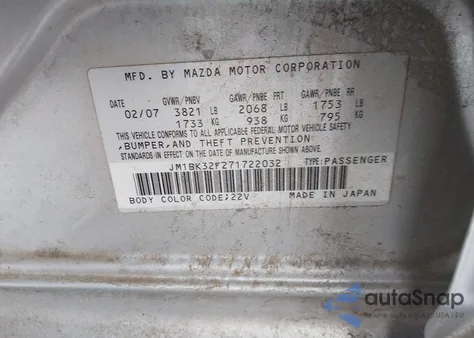 MFD. BY MAZDA MOTOR CORPORATION
GVWR/PNBV GAWR/PNBE FRT GAWR/PNBE RR
02/07 3821 LB 2068 LB 1753 LB
1733 KG 938 KG 795 KG
THIS VEHICLE CONFORMS TO ALL APPLICABLE FEDERAL MOTOR VEHICLE SAFETY,
BUMPER, AND THEFT PREVENTION
STANDARDS IN EFFECT ON THE DATE OF MANUFACTURE SHOWN ABOVE.
JM1BK32F271722032 TYPE:PASSENGER
BODY COLOR CODE:22V MADE IN JAPAN
autoSnap